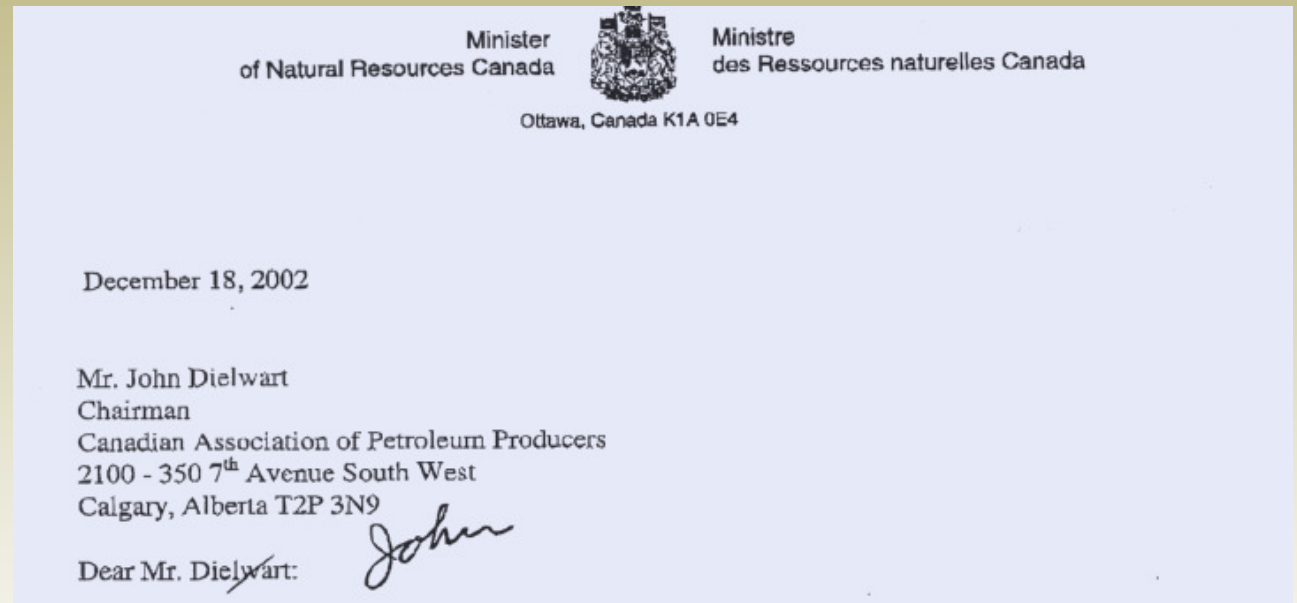 Minister
of Natural Resources Canada
Ministre
des Ressources naturelles Canada
Ottawa, Canada K1A 0E4
December 18, 2002
Mr. John Dielwart
Chairman
Canadian Association of Petroleum Producers
2100 - 350 7th Avenue South West
Calgary, Alberta T2P 3N9
John
Dear Mr. Dielwart: